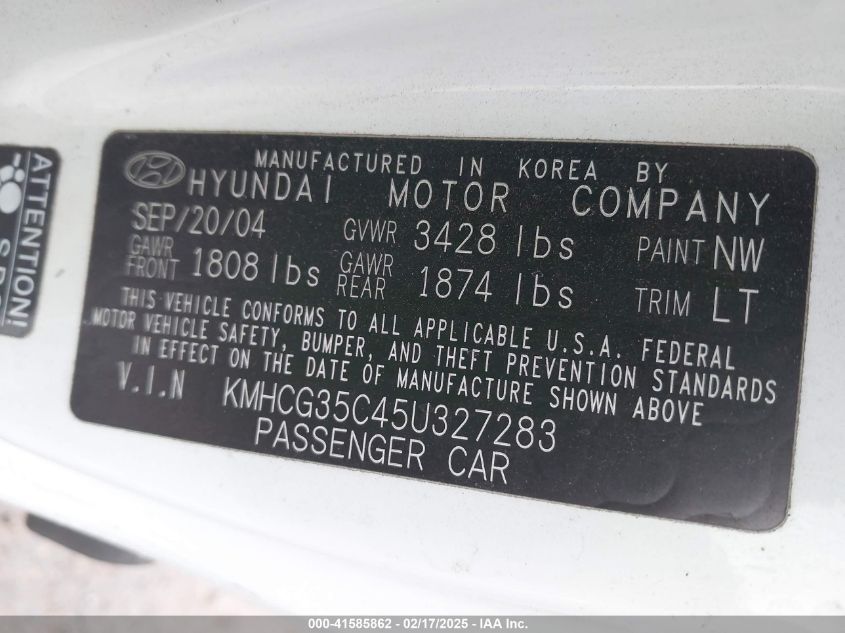 ATTENTION!
MANUFACTURED IN KOREA BY
HYUNDAI MOTOR COMPANY
SEP/20/04 GVWR 3428 lbs PAINT NW
GAWR FRONT 1808 lbs GAWR REAR 1874 lbs TRIM LT
THIS VEHICLE CONFORMS TO ALL APPLICABLE U.S.A. FEDERAL
MOTOR VEHICLE SAFETY, BUMPER, AND THEFT PREVENTION STANDARDS
IN EFFECT ON THE DATE OF MANUFACTURE SHOWN ABOVE
V.I.N KMHCG35C45U327283
PASSENGER CAR
000-41585862 - 02/17/2025 - IAA Inc.